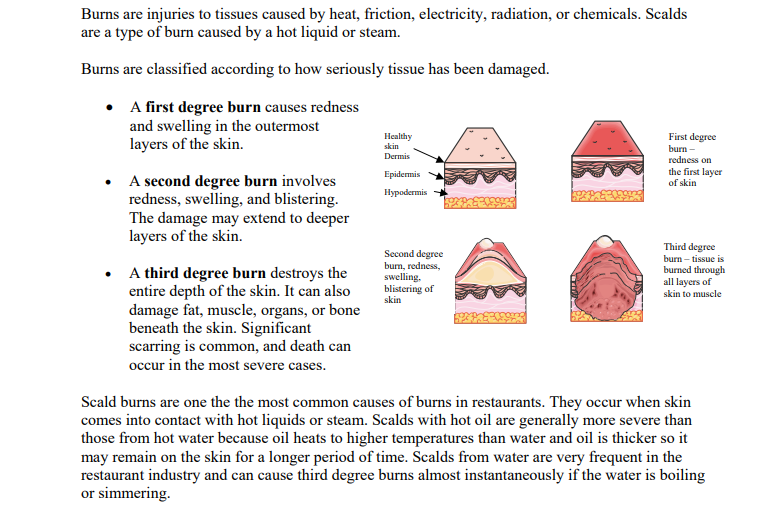 Burns are injuries to tissues caused by heat, friction, electricity, radiation, or chemicals. Scalds
are a type of burn caused by a hot liquid or steam.
Burns are classified according to how seriously tissue has been damaged.
• A first degree burn causes redness
and swelling in the outermost
layers of the skin.
• A second degree burn involves
redness, swelling, and blistering.
The damage may extend to deeper
layers of the skin.
• A third degree burn destroys the
entire depth of the skin. It can also
damage fat, muscle, organs, or bone
beneath the skin. Significant
scarring is common, and death can
occur in the most severe cases.
Healthy
skin
Dermis
Epidermis
Hypodermis
First degree
burn –
redness on
the first layer
of skin
Second degree
burn, redness,
swelling,
blistering of
skin
Third degree
burn – tissue is
burned through
all layers of
skin to muscle
Scald burns are one the the most common causes of burns in restaurants. They occur when skin
comes into contact with hot liquids or steam. Scalds with hot oil are generally more severe than
those from hot water because oil heats to higher temperatures than water and oil is thicker so it
may remain on the skin for a longer period of time. Scalds from water are very frequent in the
restaurant industry and can cause third degree burns almost instantaneously if the water is boiling
or simmering.